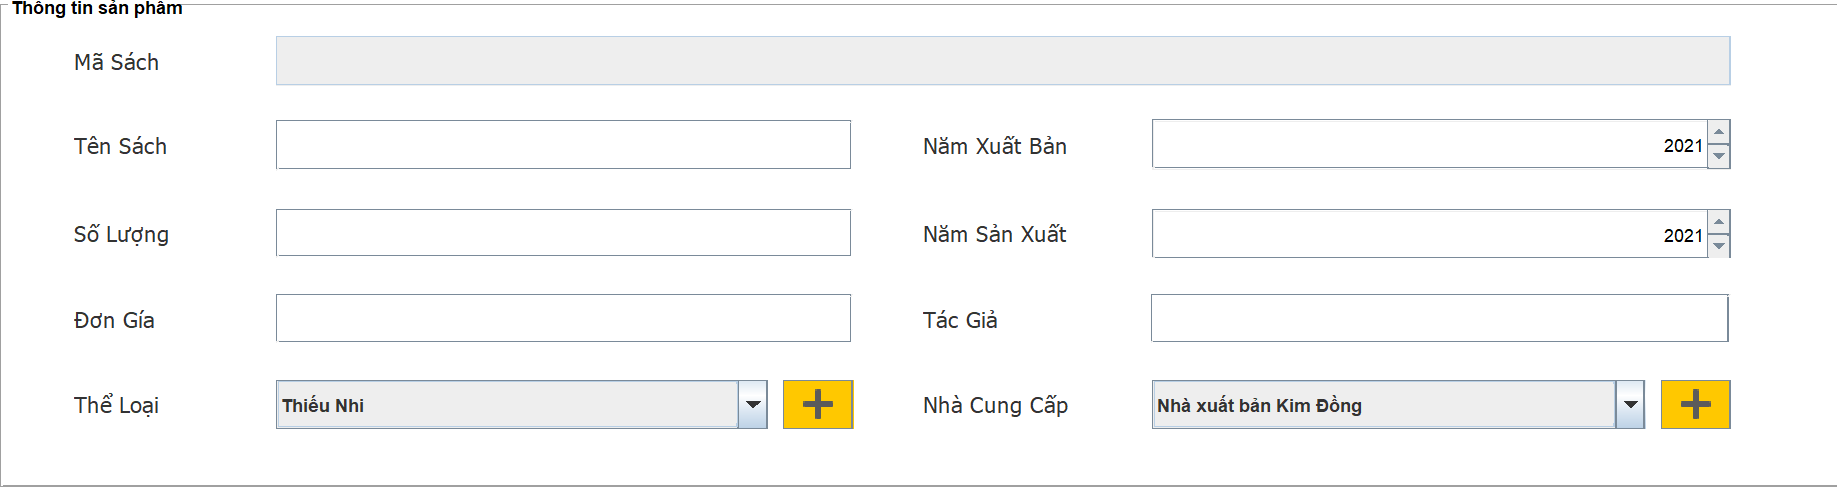 Thông tin sản phẩm
Mã Sách
Tên Sách
Năm Xuất Bản
2021
Số Lượng
Năm Sản Xuất
2021
Đơn Gía
Tác Giả
Thể Loại
Thiếu Nhi
Nhà Cung Cấp
Nhà xuất bản Kim Đồng